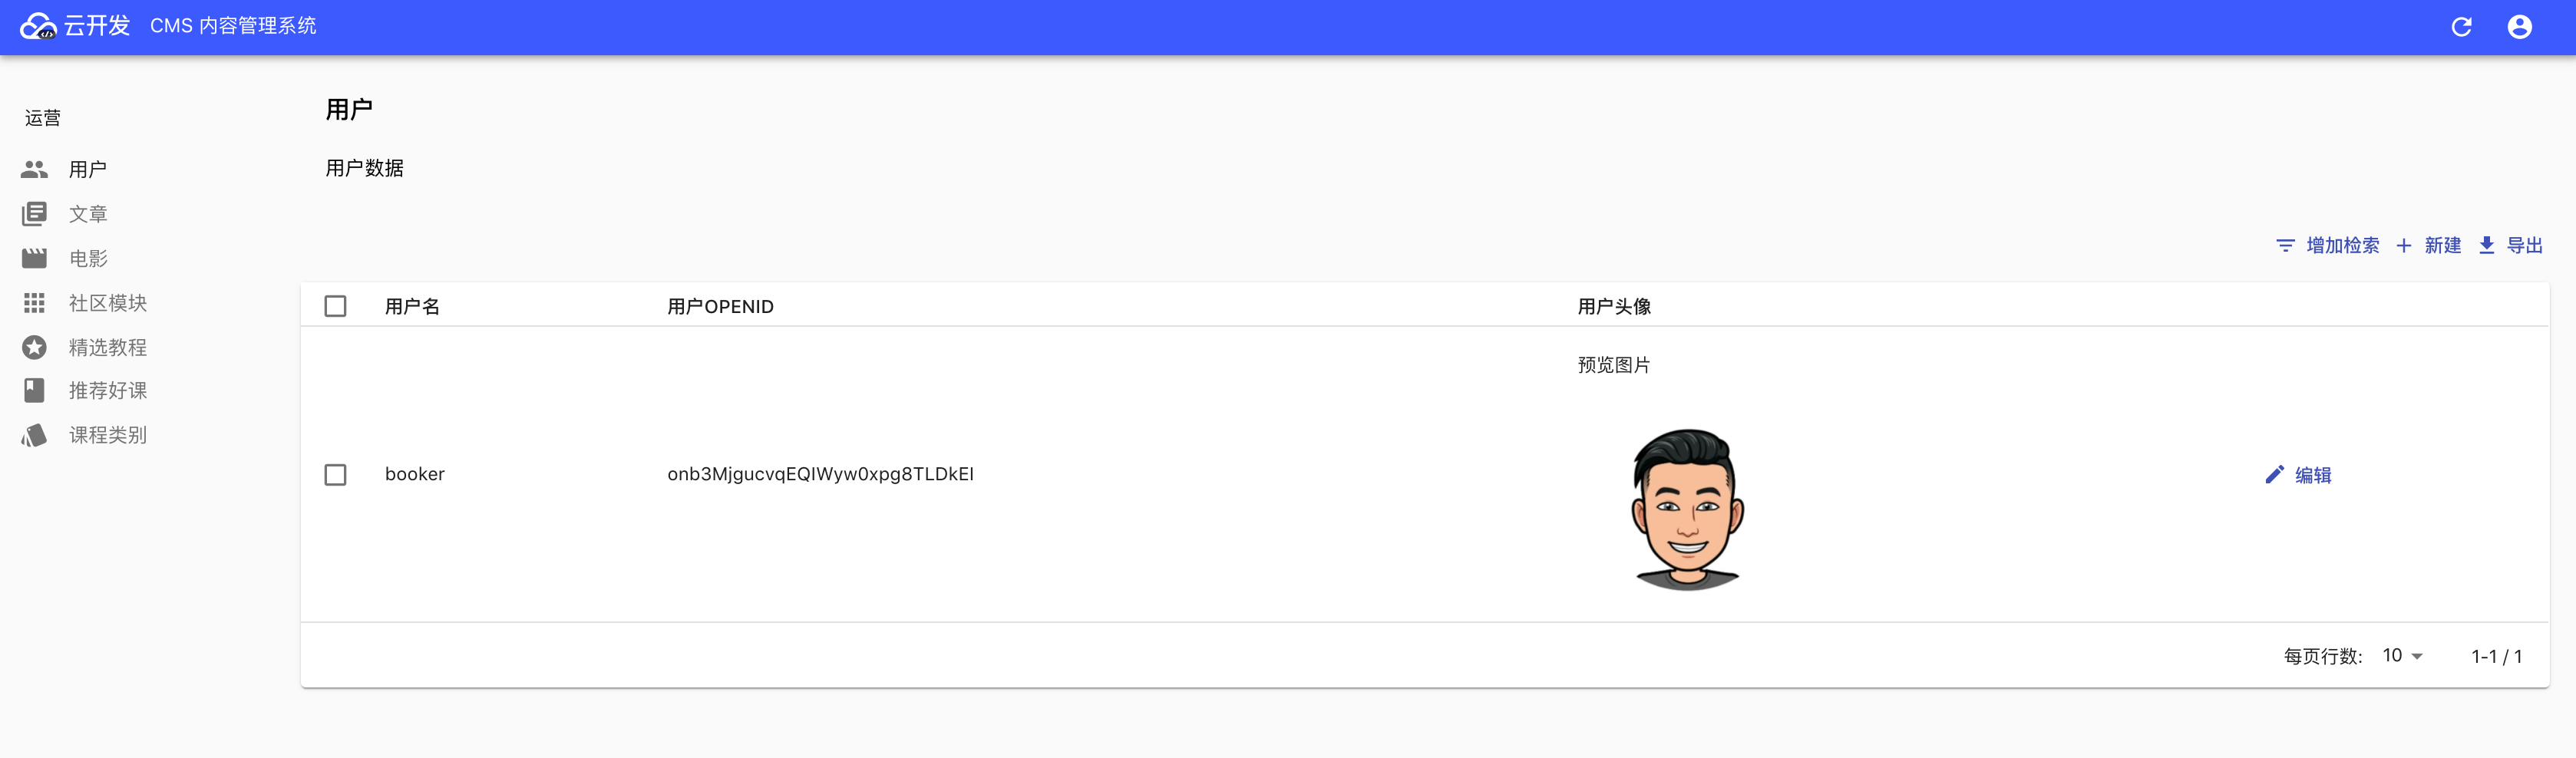 云开发 CMS 内容管理系统
运营
用户
文章
电影
社区模块
精选教程
推荐好课
课程类别
用户
用户数据
增加检索 新建 导出
用户名 用户OPENID 用户头像
预览图片
booker onb3MjgucvqEQIWyw0xpg8TLDkEI 编辑
每页行数: 10 1-1 / 1